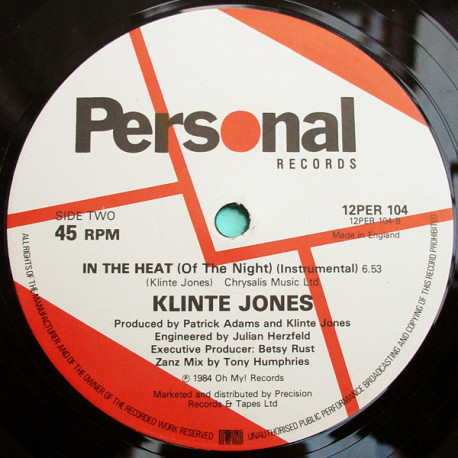 Personal
RECORDS
SIDE TWO
45 RPM
12PER 104
12PER 104-B
Made in England
IN THE HEAT (Of The Night) (Instrumental) 6.53
(Klinte Jones) Chrysalis Music Ltd
KLINTE JONES
Produced by Patrick Adams and Klinte Jones
Engineered by Julian Herzfeld
Executive Producer: Betsy Rust
Zanz Mix by Tony Humphries
℗ 1984 Oh My! Records
Marketed and distributed by Precision
Records & Tapes Ltd
ALL RIGHTS OF THE MANUFACTURER AND OF THE OWNER OF THE RECORDED WORK RESERVED
UNAUTHORISED PUBLIC PERFORMANCE BROADCASTING AND COPYING OF THIS RECORD PROHIBITED